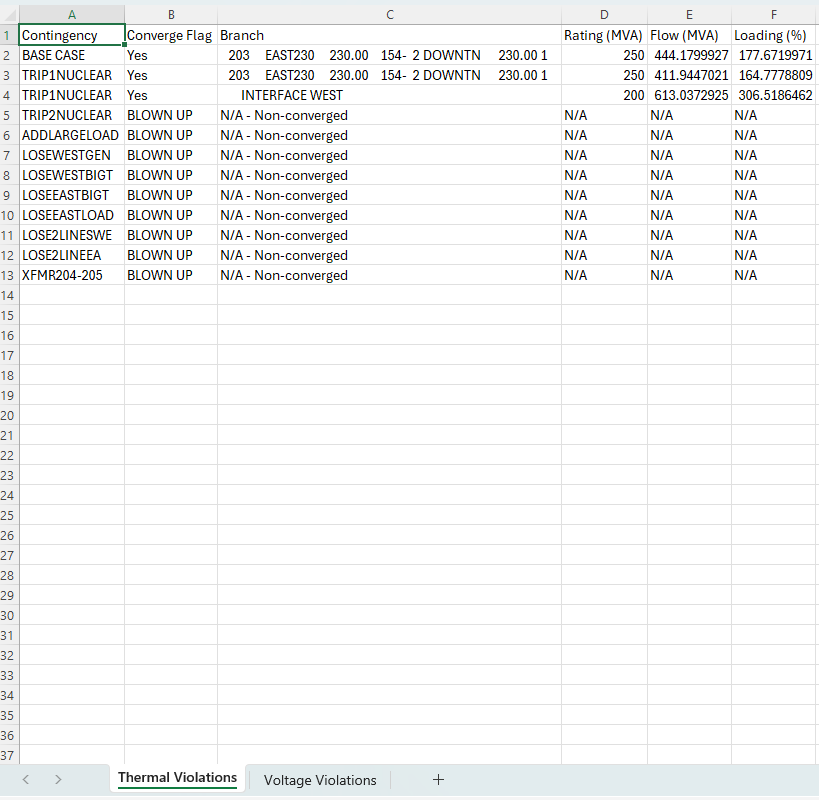 A B C D E F
1 Contingency Converge Flag Branch Rating (MVA) Flow (MVA) Loading (%)
2 BASE CASE Yes 203 EAST230 230.00 154- 2 DOWNTN 230.00 1 250 444.1799927 177.6719971
3 TRIP1NUCLEAR Yes 203 EAST230 230.00 154- 2 DOWNTN 230.00 1 250 411.9447021 164.7778809
4 TRIP1NUCLEAR Yes INTERFACE WEST 200 613.0372925 306.5186462
5 TRIP2NUCLEAR BLOWN UP N/A - Non-converged N/A N/A N/A
6 ADDLARGELOAD BLOWN UP N/A - Non-converged N/A N/A N/A
7 LOSEWESTGEN BLOWN UP N/A - Non-converged N/A N/A N/A
8 LOSEWESTBIGT BLOWN UP N/A - Non-converged N/A N/A N/A
9 LOSEEASTBIGT BLOWN UP N/A - Non-converged N/A N/A N/A
10 LOSEEASTLOAD BLOWN UP N/A - Non-converged N/A N/A N/A
11 LOSE2LINESWE BLOWN UP N/A - Non-converged N/A N/A N/A
12 LOSE2LINEEA BLOWN UP N/A - Non-converged N/A N/A N/A
13 XFMR204-205 BLOWN UP N/A - Non-converged N/A N/A N/A
14
15
16
17
18
19
20
21
22
23
24
25
26
27
28
29
30
31
32
33
34
35
36
37
Thermal Violations Voltage Violations +